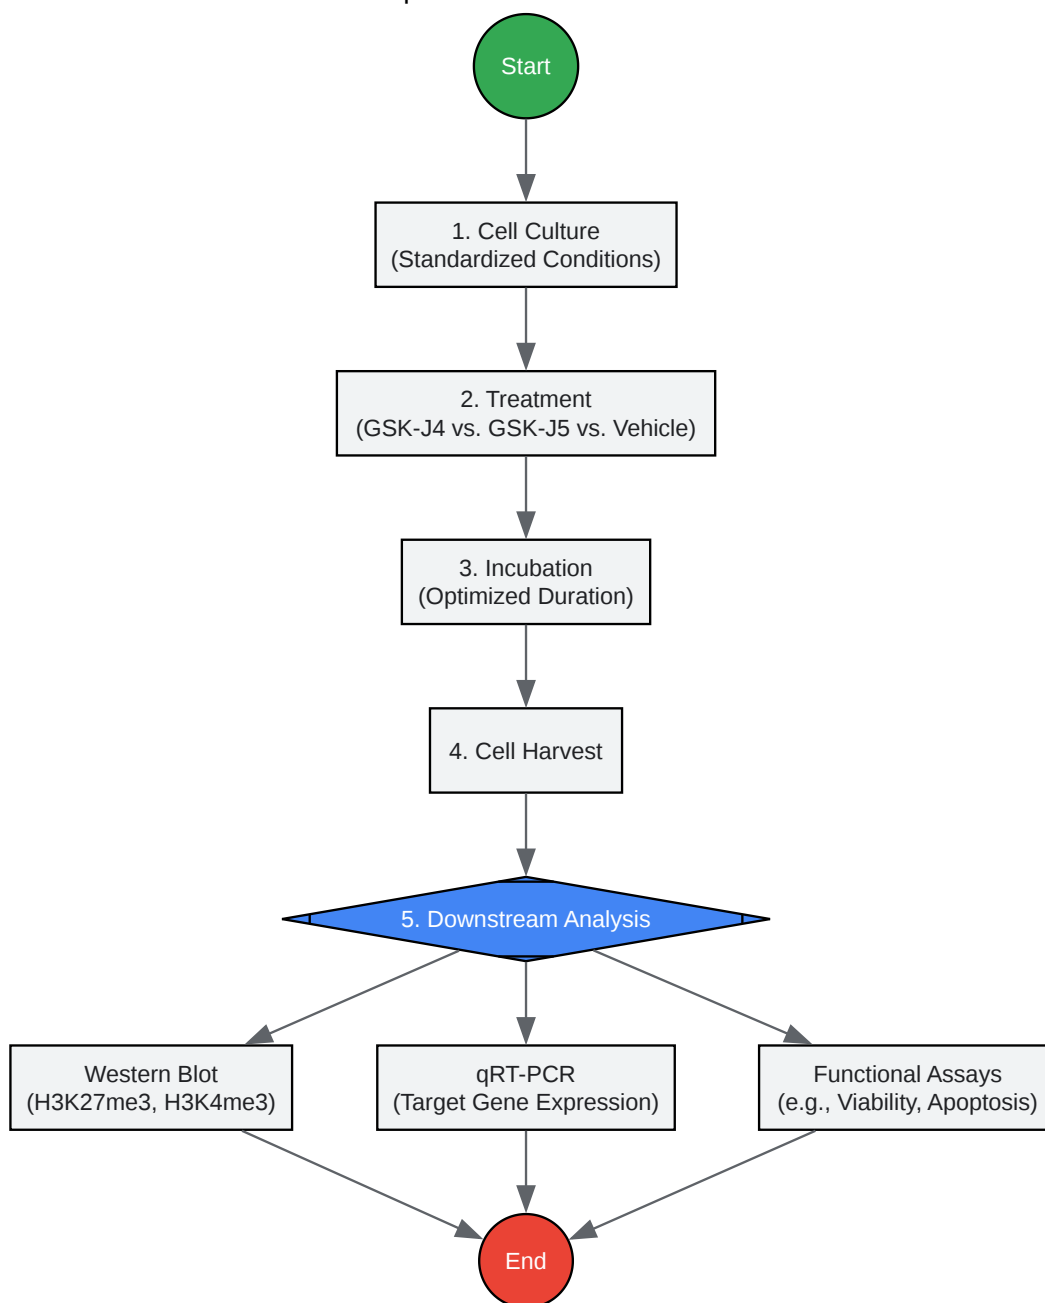 Start
1. Cell Culture
(Standardized Conditions)
2. Treatment
(GSK-J4 vs. GSK-J5 vs. Vehicle)
3. Incubation
(Optimized Duration)
4. Cell Harvest
5. Downstream Analysis
Western Blot
(H3K27me3, H3K4me3)
qRT-PCR
(Target Gene Expression)
Functional Assays
(e.g., Viability, Apoptosis)
End